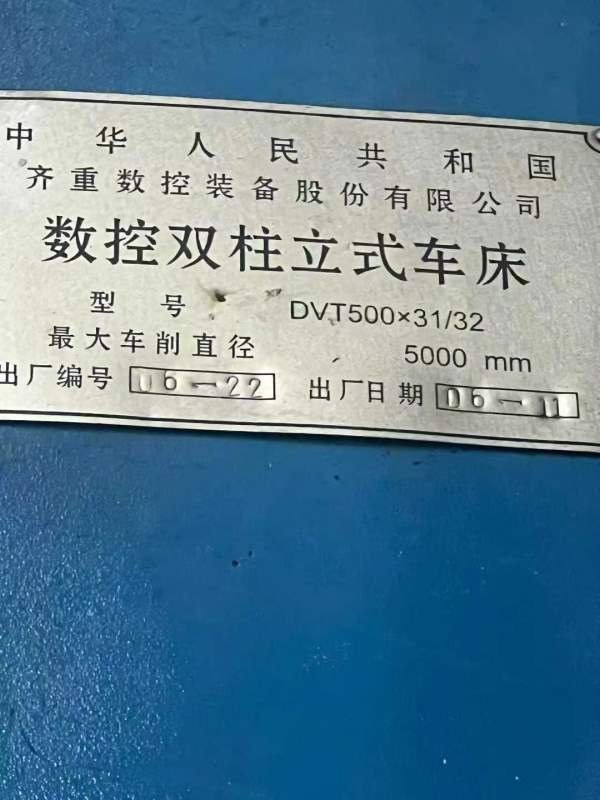 中华人民共和国
齐重数控装备股份有限公司
数控双柱立式车床
型号 DVT500×31/32
最大车削直径 5000 mm
出厂编号 06-22 出厂日期 06-11